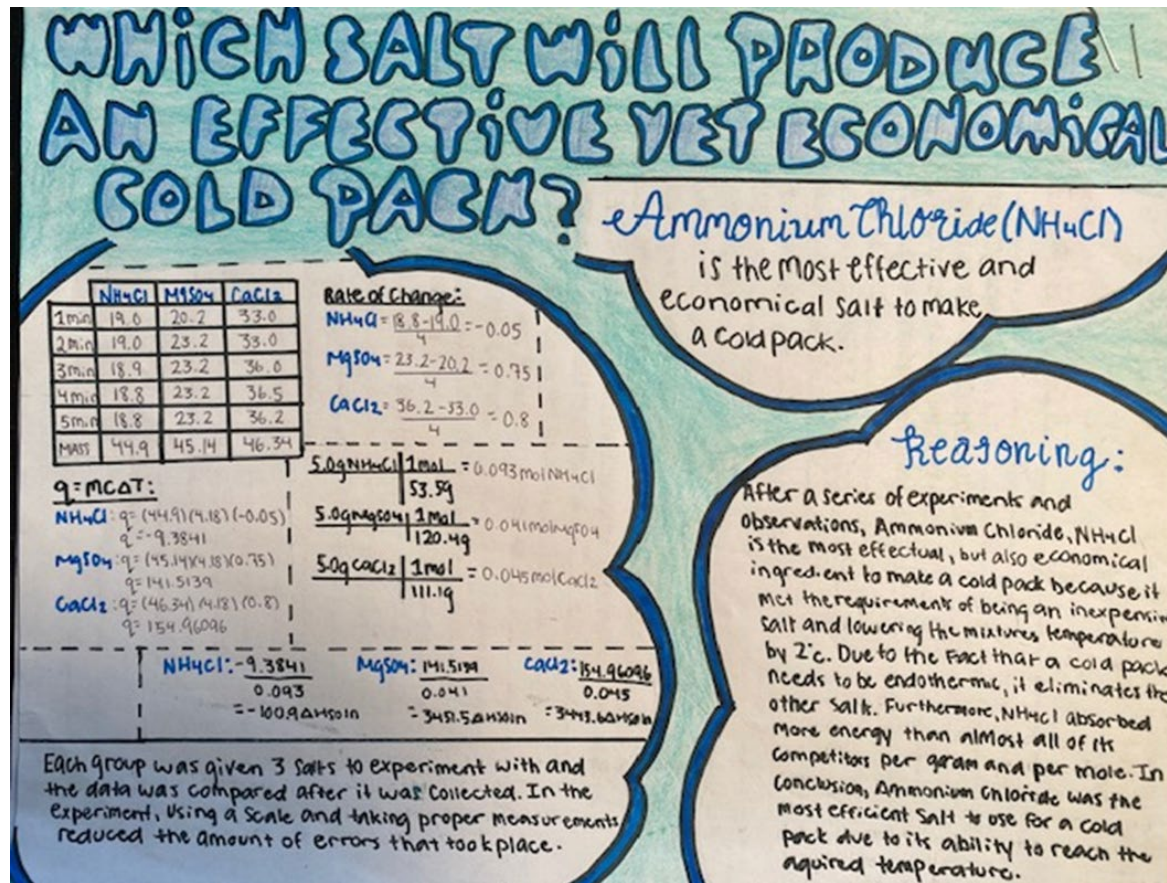 WHICH SALT WILL PRODUCE
AN EFFECTIVE YET ECONOMICAL
COLD PACK?
Ammonium Chloride (NH4Cl)
is the most effective and
economical salt to make
a cold pack.
NH4Cl MgSO4 CaCl2
1min 19.0 20.2 33.0
2min 19.0 23.2 33.0
3min 18.9 23.2 36.0
4min 18.8 23.2 36.5
5min 18.8 23.2 36.2
MASS 44.9 45.14 46.34
Rate of Change:
NH4Cl = 18.8-19.0 = -0.05
4
MgSO4 = 23.2-20.2 = 0.75
4
CaCl2 = 36.2-33.0 = 0.8
4
q=MCΔT:
NH4Cl: q=(44.9)(4.18)(-0.05)
q=-9.3841
MgSO4: q=(45.14)(4.18)(0.75)
q=141.5139
CaCl2: q=(46.34)(4.18)(0.8)
q=154.96096
5.0g NH4Cl 1mol = 0.093 mol NH4Cl
53.5g
5.0g MgSO4 1mol = 0.041 mol MgSO4
120.4g
5.0g CaCl2 1mol = 0.045 mol CaCl2
111.1g
NH4Cl: -9.3841 MgSO4: 141.5139 CaCl2: 154.96096
0.093 0.041 0.045
=-100.9ΔHsoln =3451.5ΔHsoln =3443.6ΔHsoln
Each group was given 3 salts to experiment with and
the data was compared after it was collected. In the
experiment, using a scale and taking proper measurements
reduced the amount of errors that took place.
Reasoning:
After a series of experiments and
observations, Ammonium Chloride, NH4Cl
is the most effectual, but also economical
ingredient to make a cold pack because it
met the requirements of being an inexpensiv
salt and lowering the mixtures temperature
by 2°c. Due to the fact that a cold pack
needs to be endothermic, it eliminates the
other salts. Furthermore, NH4Cl absorbed
more energy than almost all of its
competitors per gram and per mole. In
conclusion, Ammonium Chloride was the
most efficient salt to use for a cold
pack due to its ability to reach the
aquired temperature.